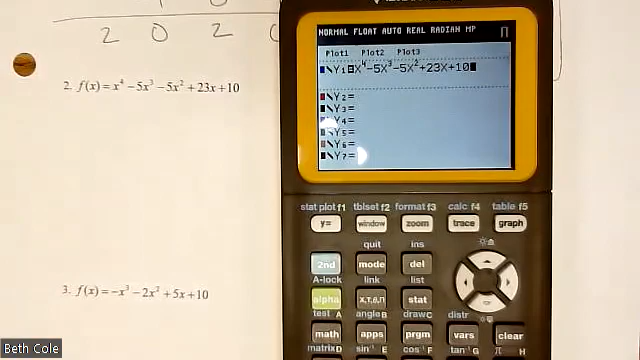 2 0 2 0
2. f(x) = x⁴ − 5x³ − 5x² + 23x + 10
3. f(x) = −x³ − 2x² + 5x + 10
Beth Cole
NORMAL FLOAT AUTO REAL RADIAN MP
Plot1 Plot2 Plot3
Y1=X⁴−5X³−5X²+23X+10
Y2=
Y3=
Y4=
Y5=
Y6=
Y7=
stat plot f1 tblset f2 format f3 calc f4 table f5
y= window zoom trace graph
quit ins
2nd mode del
A-lock link list
alpha X,T,θ,n stat
test A angle B draw C distr
math apps prgm vars clear
matrix D sin⁻¹ E cos⁻¹ F tan⁻¹ G π H